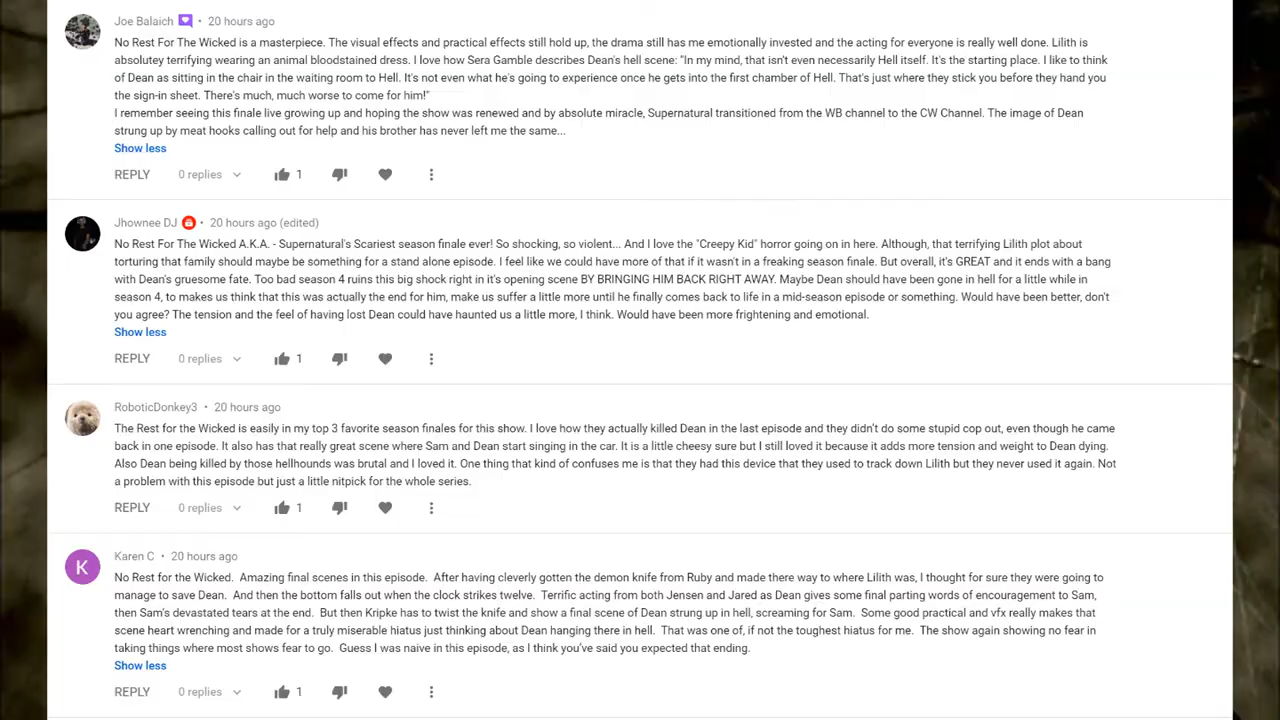 Joe Balaich • 20 hours ago
No Rest For The Wicked is a masterpiece. The visual effects and practical effects still hold up, the drama still has me emotionally invested and the acting for everyone is really well done. Lilith is
absolutey terrifying wearing an animal bloodstained dress. I love how Sera Gamble describes Dean's hell scene: "In my mind, that isn't even necessarily Hell itself. It's the starting place. I like to think
of Dean as sitting in the chair in the waiting room to Hell. It's not even what he's going to experience once he gets into the first chamber of Hell. That's just where they stick you before they hand you
the sign-in sheet. There's much, much worse to come for him!"
I remember seeing this finale live growing up and hoping the show was renewed and by absolute miracle, Supernatural transitioned from the WB channel to the CW Channel. The image of Dean
strung up by meat hooks calling out for help and his brother has never left me the same...
Show less
REPLY 0 replies 1
Jhownee DJ • 20 hours ago (edited)
No Rest For The Wicked A.K.A. - Supernatural's Scariest season finale ever! So shocking, so violent... And I love the "Creepy Kid" horror going on in here. Although, that terrifying Lilith plot about
torturing that family should maybe be something for a stand alone episode. I feel like we could have more of that if it wasn't in a freaking season finale. But overall, it's GREAT and it ends with a bang
with Dean's gruesome fate. Too bad season 4 ruins this big shock right in it's opening scene BY BRINGING HIM BACK RIGHT AWAY. Maybe Dean should have been gone in hell for a little while in
season 4, to makes us think that this was actually the end for him, make us suffer a little more until he finally comes back to life in a mid-season episode or something. Would have been better, don't
you agree? The tension and the feel of having lost Dean could have haunted us a little more, I think. Would have been more frightening and emotional.
Show less
REPLY 0 replies 1
RoboticDonkey3 • 20 hours ago
The Rest for the Wicked is easily in my top 3 favorite season finales for this show. I love how they actually killed Dean in the last episode and they didn't do some stupid cop out, even though he came
back in one episode. It also has that really great scene where Sam and Dean start singing in the car. It is a little cheesy sure but I still loved it because it adds more tension and weight to Dean dying.
Also Dean being killed by those hellhounds was brutal and I loved it. One thing that kind of confuses me is that they had this device that they used to track down Lilith but they never used it again. Not
a problem with this episode but just a little nitpick for the whole series.
REPLY 0 replies 1
K
Karen C • 20 hours ago
No Rest for the Wicked. Amazing final scenes in this episode. After having cleverly gotten the demon knife from Ruby and made there way to where Lilith was, I thought for sure they were going to
manage to save Dean. And then the bottom falls out when the clock strikes twelve. Terrific acting from both Jensen and Jared as Dean gives some final parting words of encouragement to Sam,
then Sam's devastated tears at the end. But then Kripke has to twist the knife and show a final scene of Dean strung up in hell, screaming for Sam. Some good practical and vfx really makes that
scene heart wrenching and made for a truly miserable hiatus just thinking about Dean hanging there in hell. That was one of, if not the toughest hiatus for me. The show again showing no fear in
taking things where most shows fear to go. Guess I was naive in this episode, as I think you've said you expected that ending.
Show less
REPLY 0 replies 1